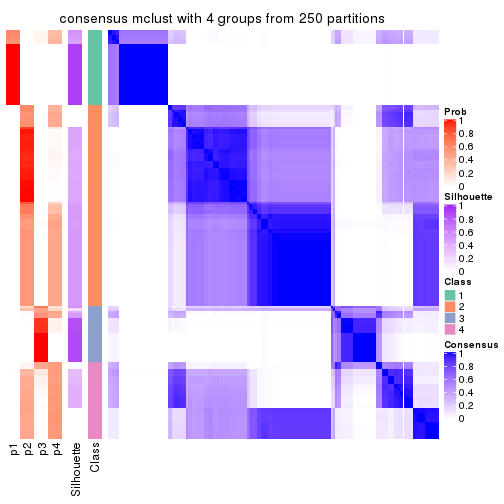 consensus mclust with 4 groups from 250 partitions
Prob
1
0.8
0.6
0.4
0.2
0
Silhouette
1
0.8
0.6
0.4
0.2
0
Class
1
2
3
4
Consensus
1
0.8
0.6
0.4
0.2
0
p1
p2
p3
p4
Silhouette
Class